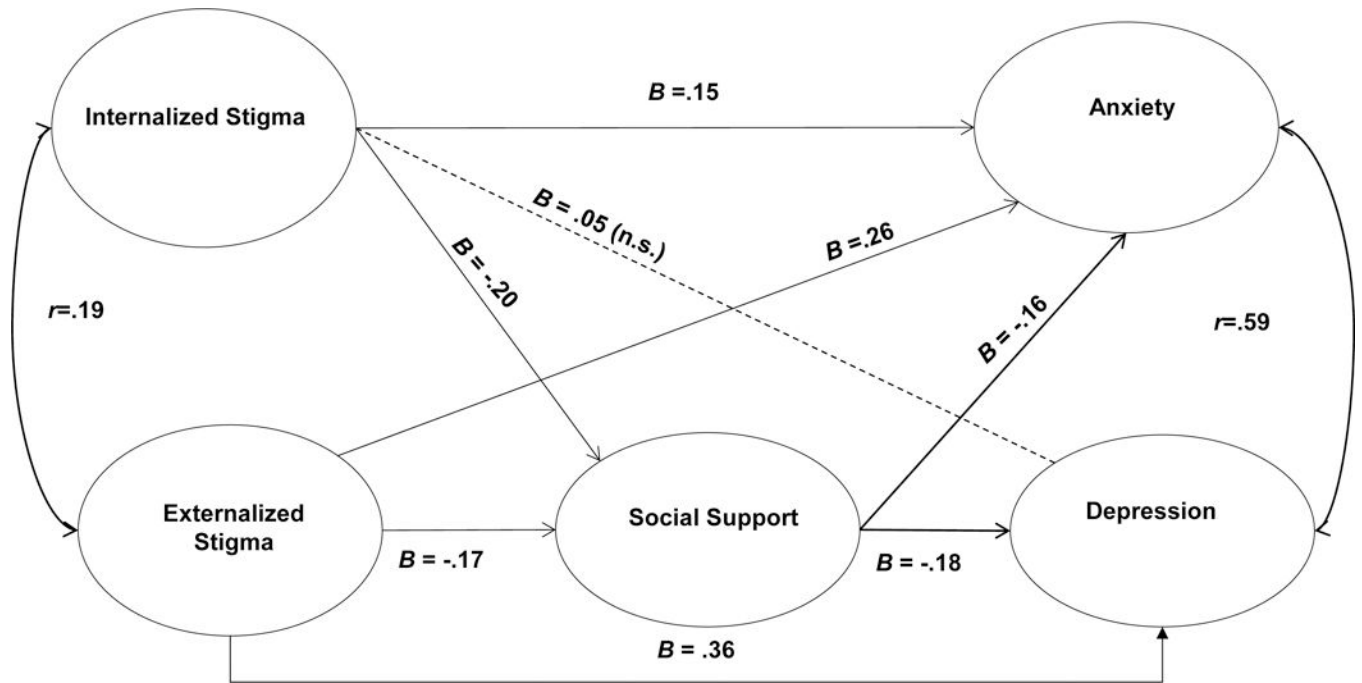 Internalized Stigma
B =.15
Anxiety
B = .05 (n.s.)
B =.26
B = -.20
r=.19
B = -.16
r=.59
Externalized
Stigma
B = -.17
Social Support
B = -.18
Depression
B = .36